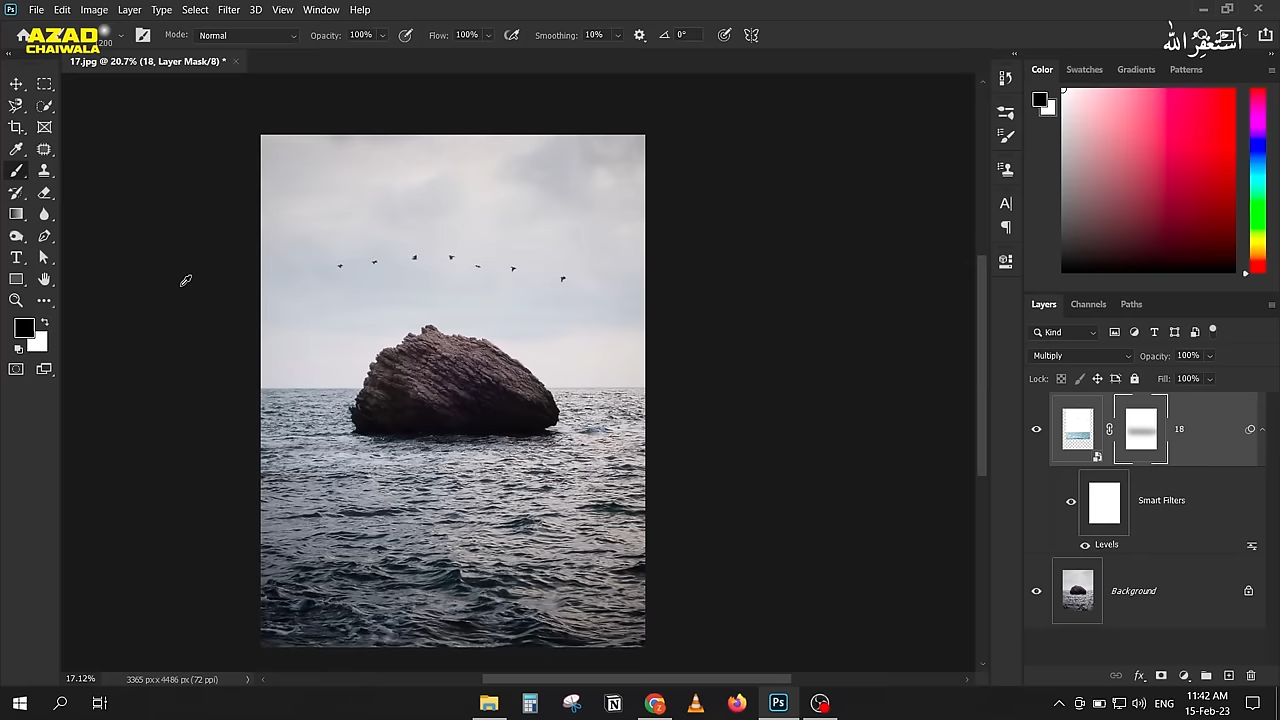 File Edit Image Layer Type Select Filter 3D View Window Help
AZAD
CHAIWALA
200
Mode: Normal Opacity: 100% Flow: 100% Smoothing: 10% 0°
أستغفر الله
17.jpg @ 20.7% (18, Layer Mask/8) *
Color Swatches Gradients Patterns
Layers Channels Paths
Kind
Multiply Opacity: 100%
Lock: Fill: 100%
18
Smart Filters
Levels
Background
17.12% 3365 px x 4486 px (72 ppi)
ENG 11:42 AM
15-Feb-23